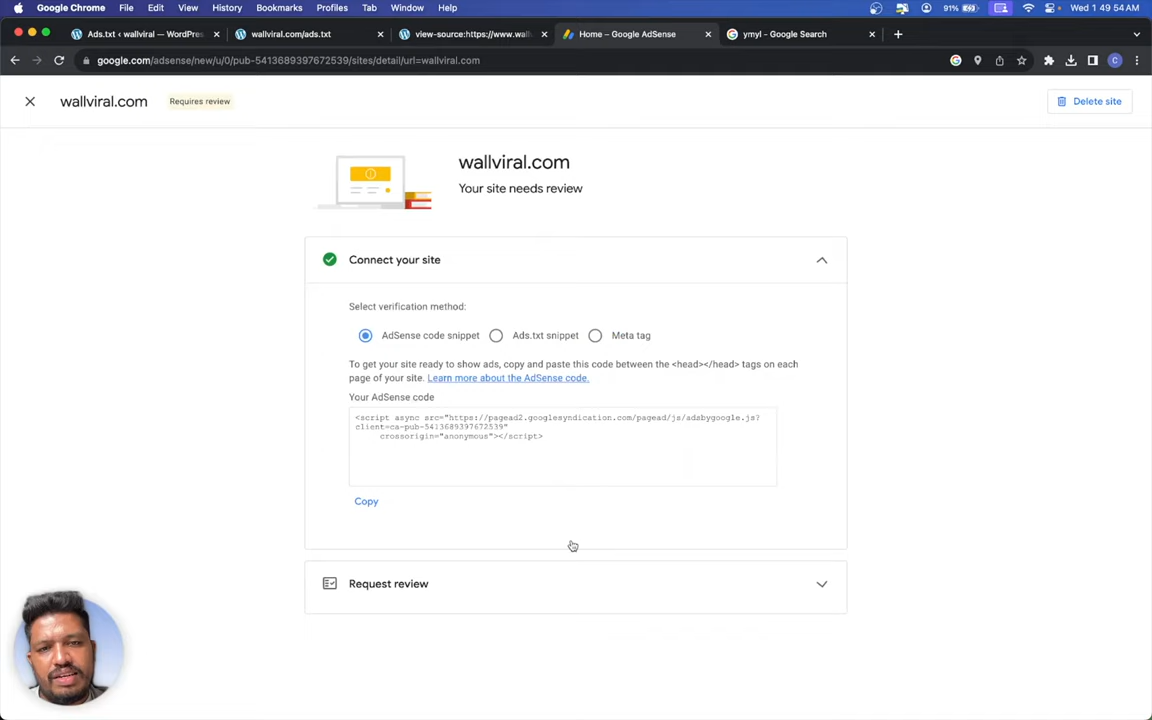 Google Chrome File Edit View History Bookmarks Profiles Tab Window Help 91% Wed 1 49 54AM
Ads.txt ‹ wallviral — WordPres wallviral.com/ads.txt view-source:https://www.wall Home – Google AdSense ymyl - Google Search
google.com/adsense/new/u/0/pub-5413689397672539/sites/detail/url=wallviral.com C
wallviral.com Requires review Delete site
wallviral.com
Your site needs review
Connect your site
Select verification method:
AdSense code snippet Ads.txt snippet Meta tag
To get your site ready to show ads, copy and paste this code between the <head></head> tags on each
page of your site. Learn more about the AdSense code.
Your AdSense code
<script async src="https://pagead2.googlesyndication.com/pagead/js/adsbygoogle.js?
client=ca-pub-5413689397672539"
crossorigin="anonymous"></script>
Copy
Request review